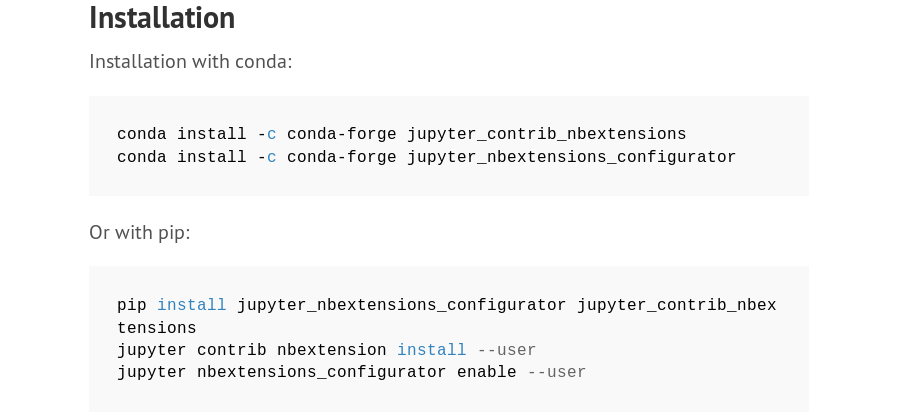 Installation
Installation with conda:
conda install -c conda-forge jupyter_contrib_nbextensions
conda install -c conda-forge jupyter_nbextensions_configurator
Or with pip:
pip install jupyter_nbextensions_configurator jupyter_contrib_nbex
tensions
jupyter contrib nbextension install --user
jupyter nbextensions_configurator enable --user